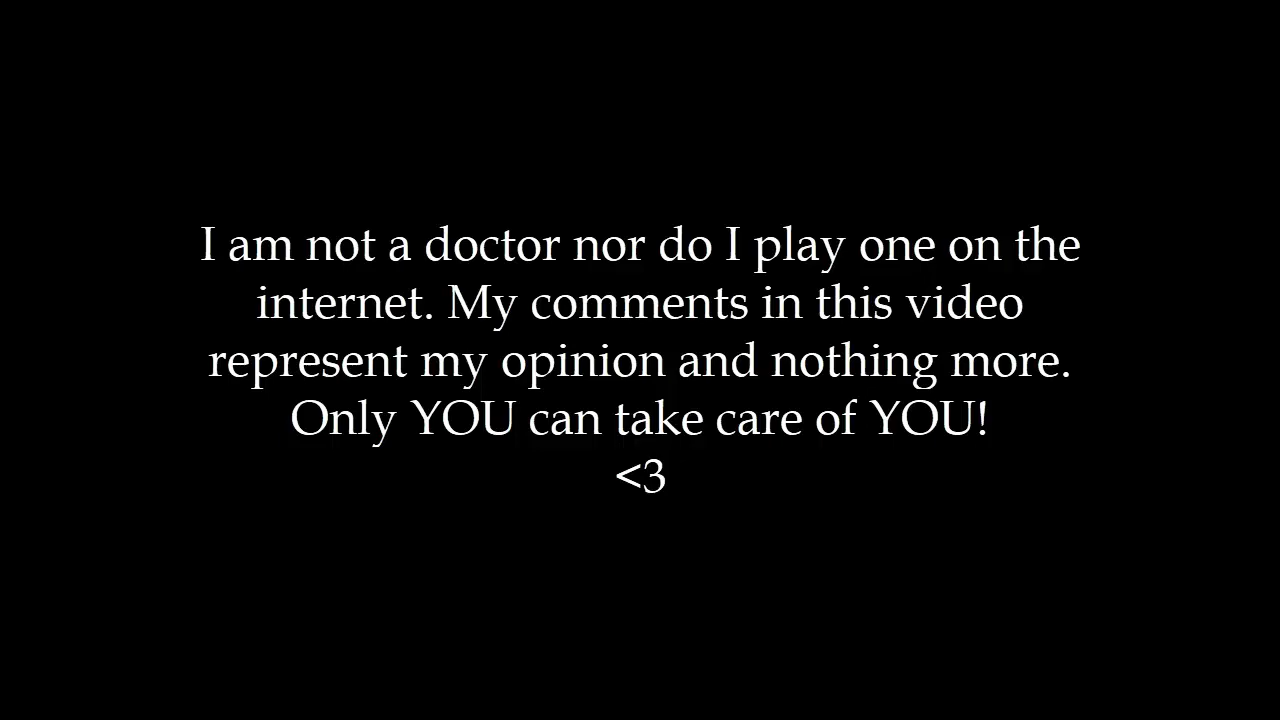 I am not a doctor nor do I play one on the
internet. My comments in this video
represent my opinion and nothing more.
Only YOU can take care of YOU!
<3